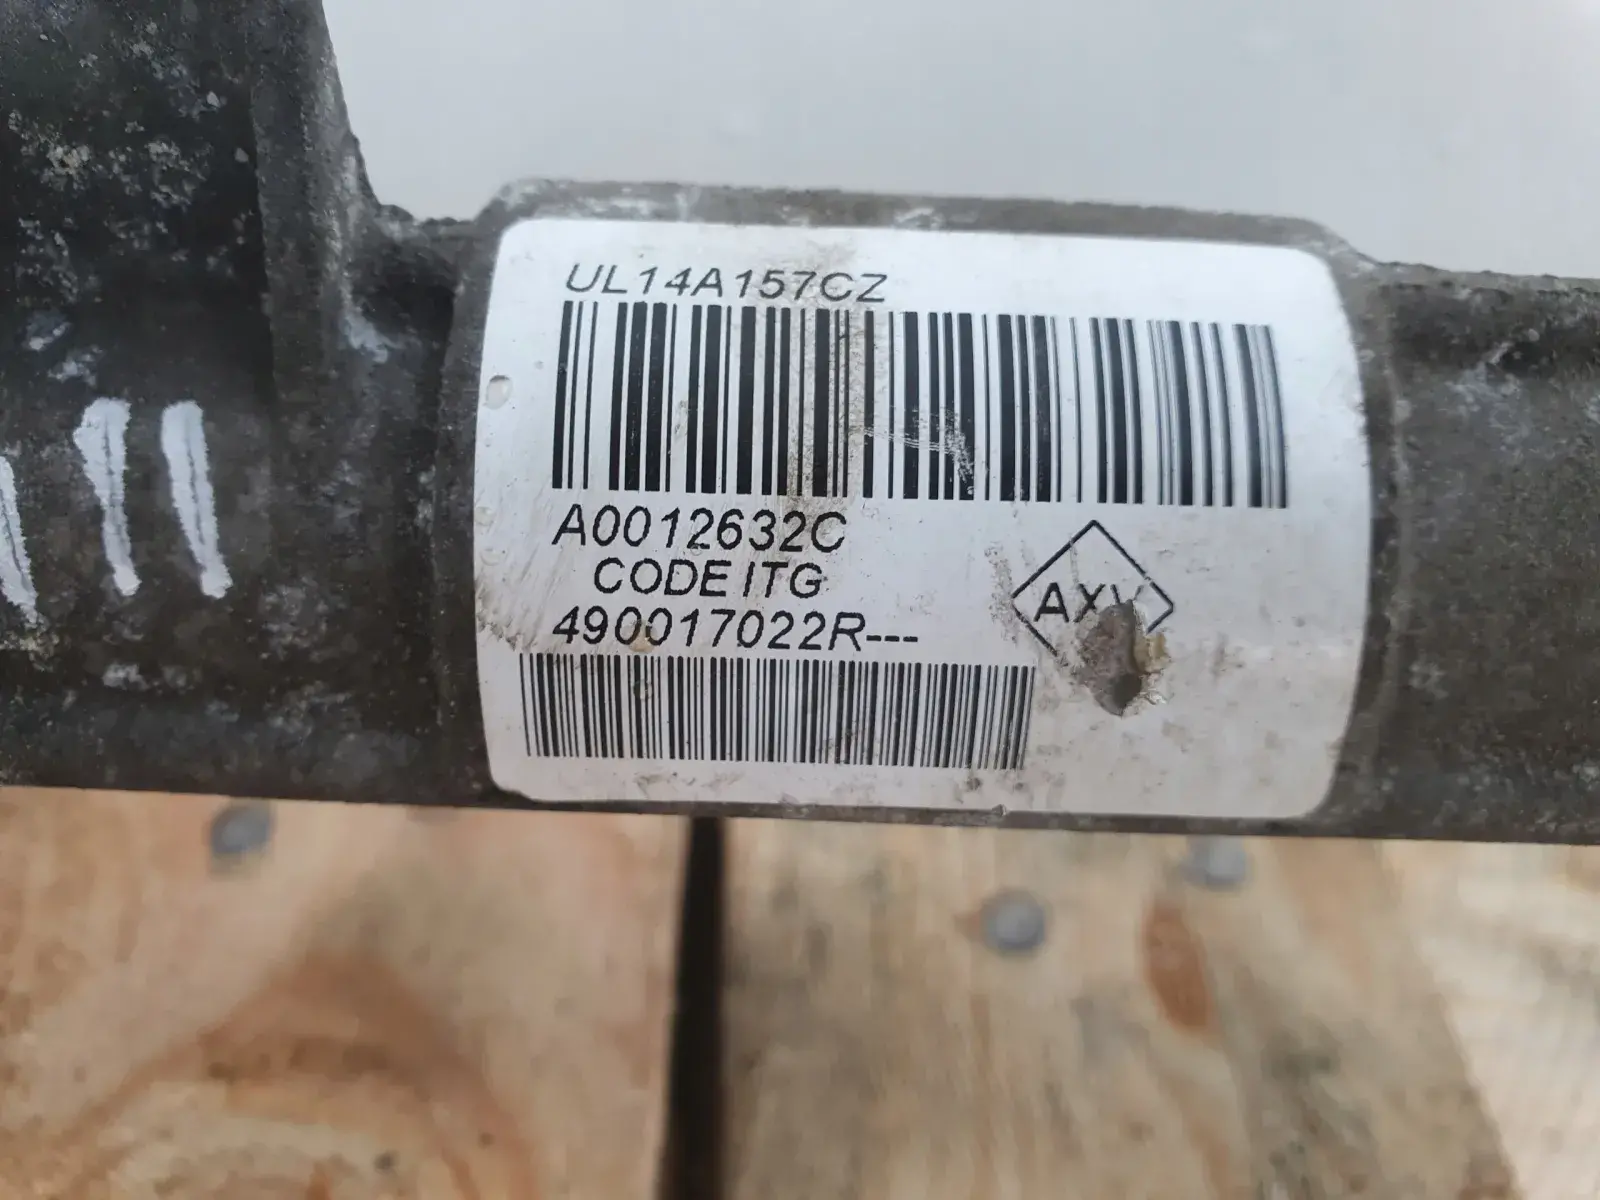 UL14A157CZ
A0012632C
CODE ITG
490017022R---